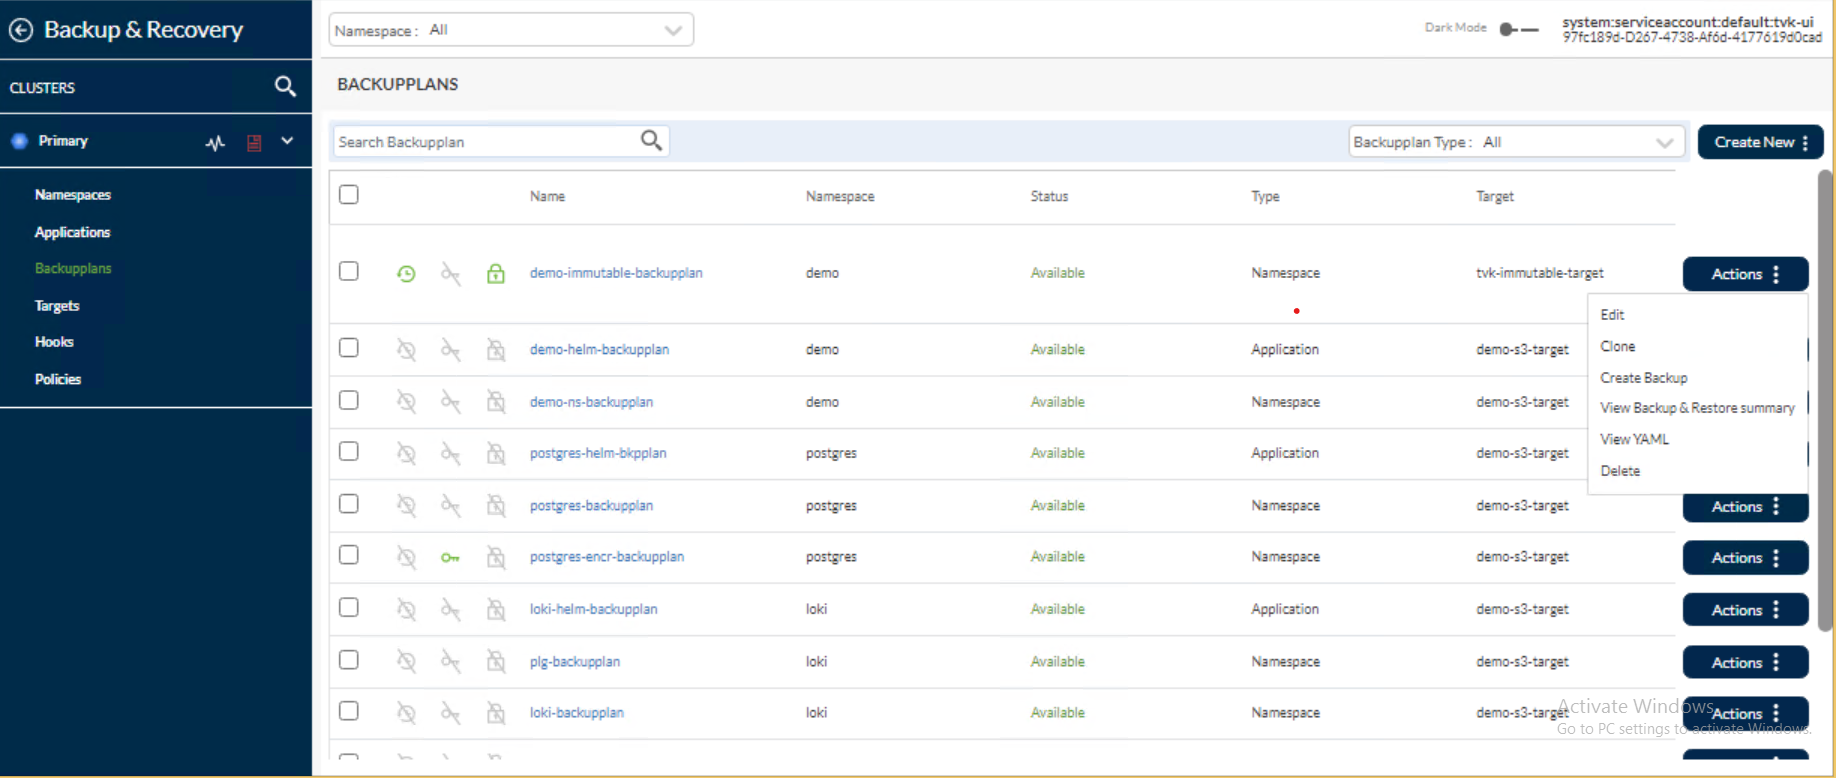 Backup & Recovery
Namespace : All
Dark Mode
system:serviceaccount:default:tvk-ui
97fc189d-D267-4738-Af6d-4177619d0cad
CLUSTERS
BACKUPPLANS
Primary
Search Backupplan
Backupplan Type : All
Create New
Namespaces
Applications
Backupplans
Targets
Hooks
Policies
Name Namespace Status Type Target
demo-immutable-backupplan demo Available Namespace tvk-immutable-target Actions
Edit
Clone
Create Backup
View Backup & Restore summary
View YAML
Delete
demo-helm-backupplan demo Available Application demo-s3-target
demo-ns-backupplan demo Available Namespace demo-s3-target
postgres-helm-bkpplan postgres Available Application demo-s3-target
postgres-backupplan postgres Available Namespace demo-s3-target Actions
postgres-encr-backupplan postgres Available Namespace demo-s3-target Actions
loki-helm-backupplan loki Available Application demo-s3-target Actions
plg-backupplan loki Available Namespace demo-s3-target Actions
loki-backupplan loki Available Namespace demo-s3-target Actions
Activate Windows
Go to PC settings to activate Windows.